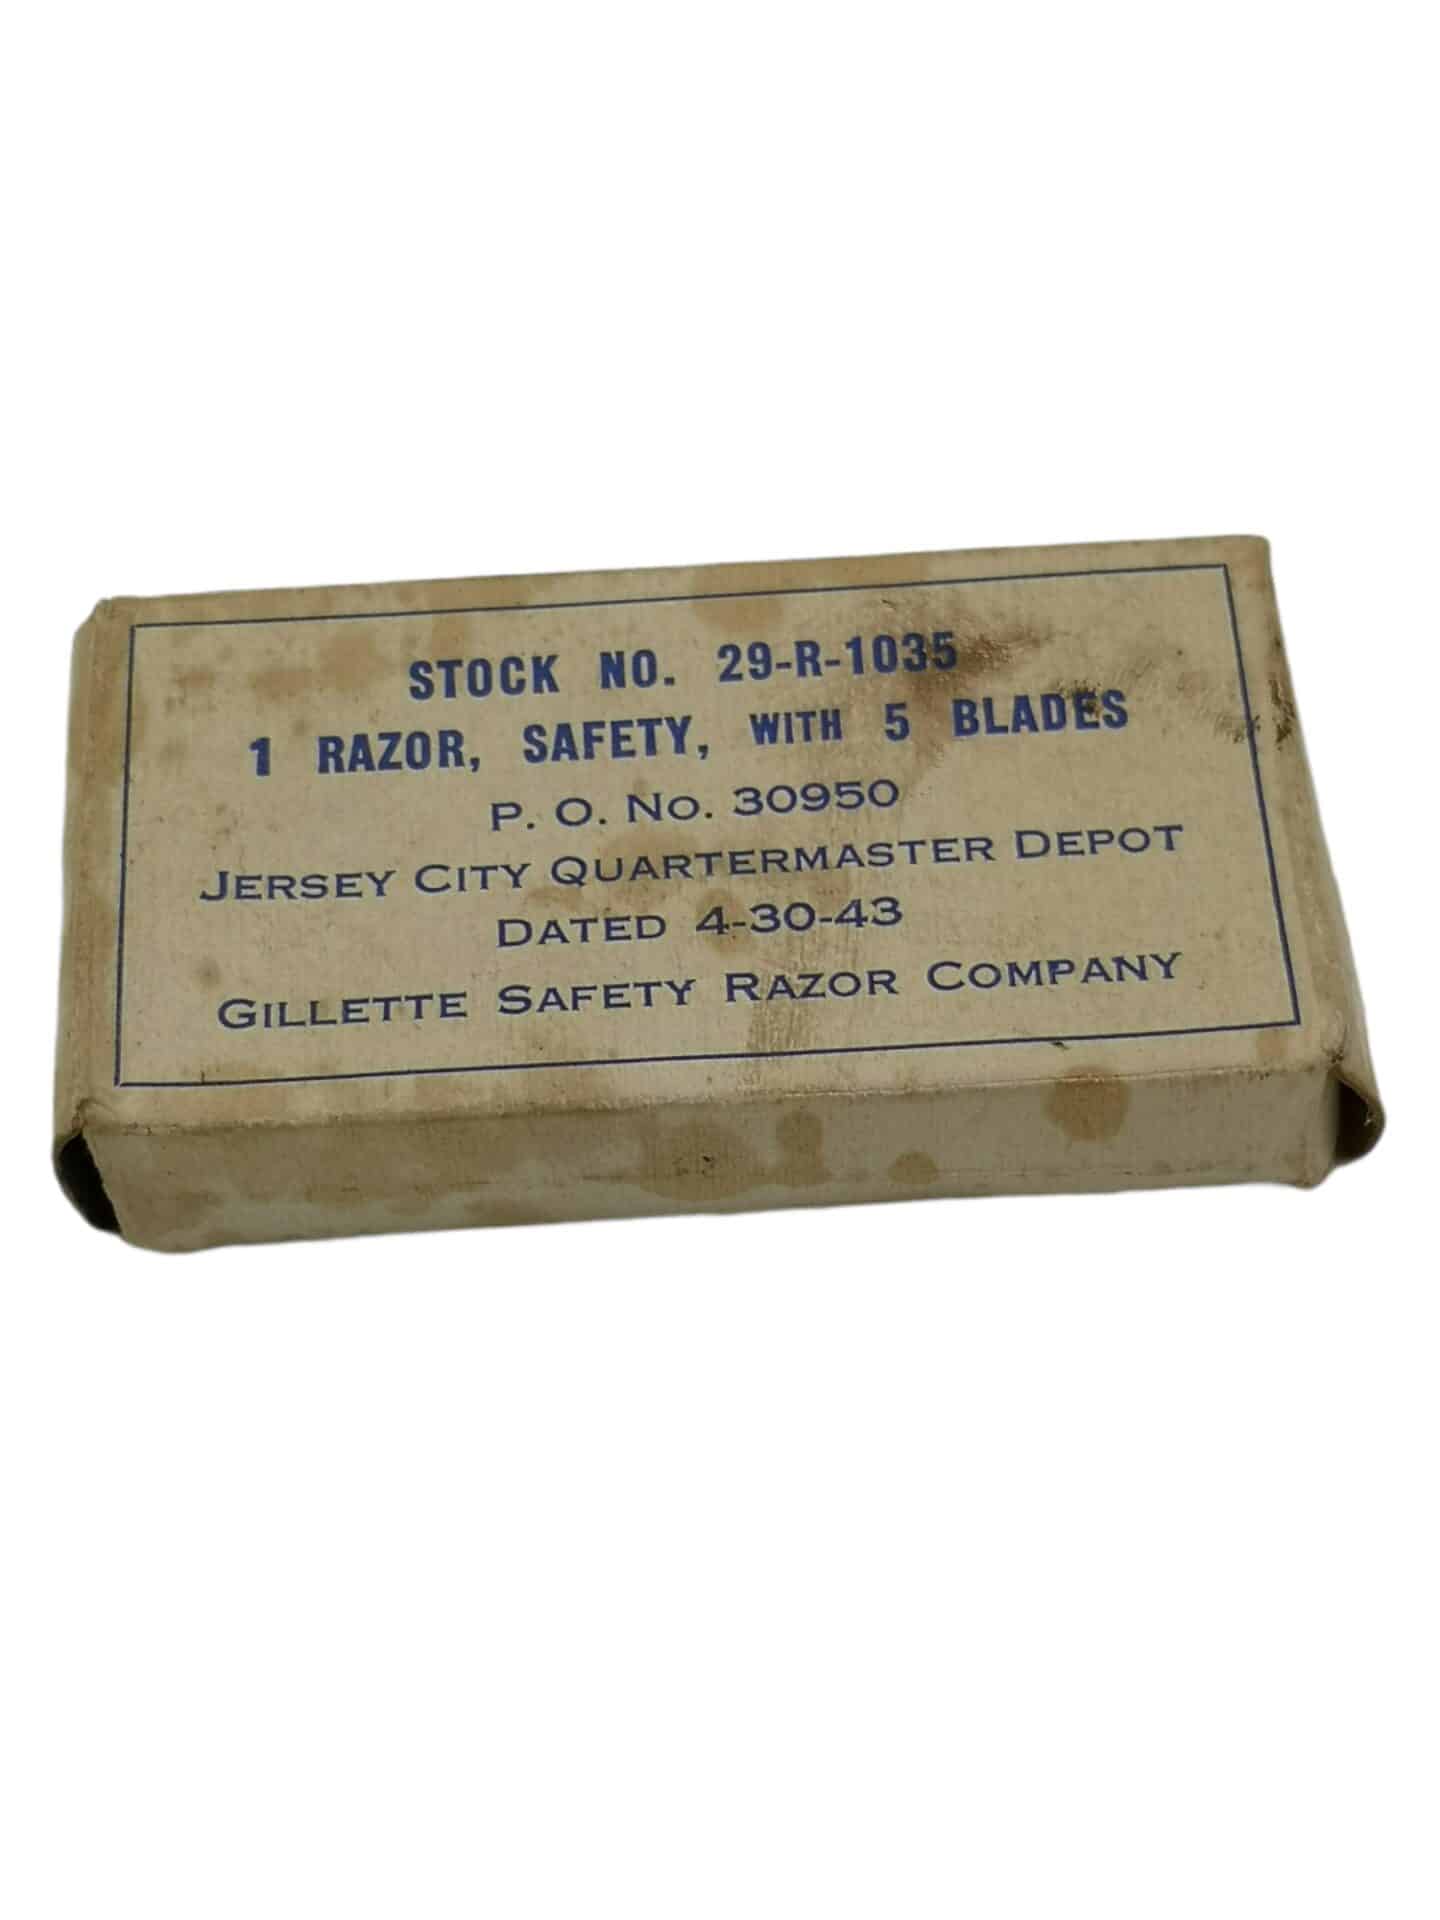 STOCK NO. 29-R-1035
1 RAZOR, SAFETY, WITH 5 BLADES
P. O. No. 30950
JERSEY CITY QUARTERMASTER DEPOT
DATED 4-30-43
GILLETTE SAFETY RAZOR COMPANY